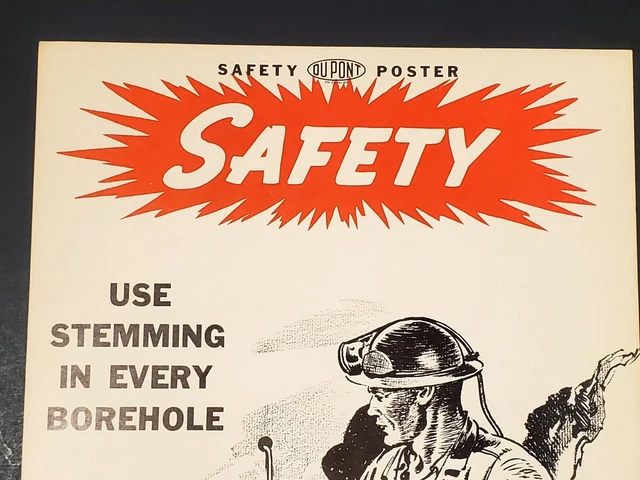 SAFETY DU PONT POSTER
SAFETY
USE
STEMMING
IN EVERY
BOREHOLE